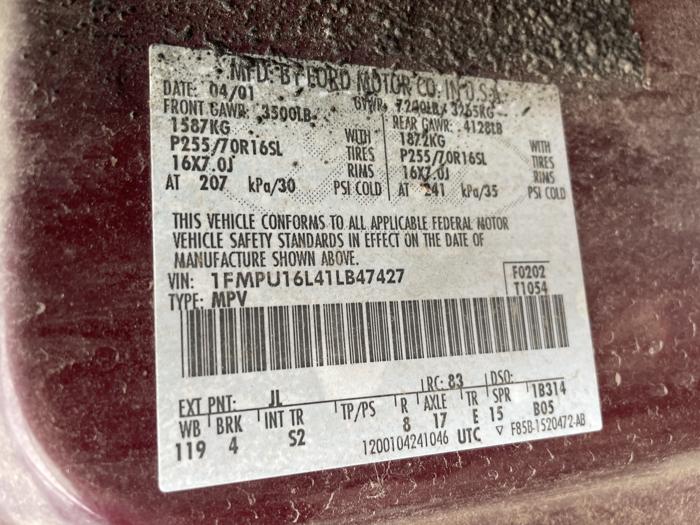 MFD. BY FORD MOTOR CO. IN U.S.A.
DATE: 04/01 GVWR: 7200LB/ 3265KG
FRONT GAWR: 3500LB REAR GAWR: 4128LB
1587KG WITH 1872KG WITH
P255/70R16SL TIRES P255/70R16SL TIRES
16X7.0J RIMS 16X7.0J RIMS
AT 207 kPa/30 PSI COLD AT 241 kPa/35 PSI COLD
THIS VEHICLE CONFORMS TO ALL APPLICABLE FEDERAL MOTOR
VEHICLE SAFETY STANDARDS IN EFFECT ON THE DATE OF
MANUFACTURE SHOWN ABOVE.
VIN: 1FMPU16L41LB47427 F0202
TYPE: MPV T1054
EXT PNT: JL RC: 83 DSO:
WB BRK INT TR TP/PS R AXLE TR SPR 1B314
119 4 S2 8 17 E 15 B05
1200104241046 UTC ▽ F85B-1520472-AB